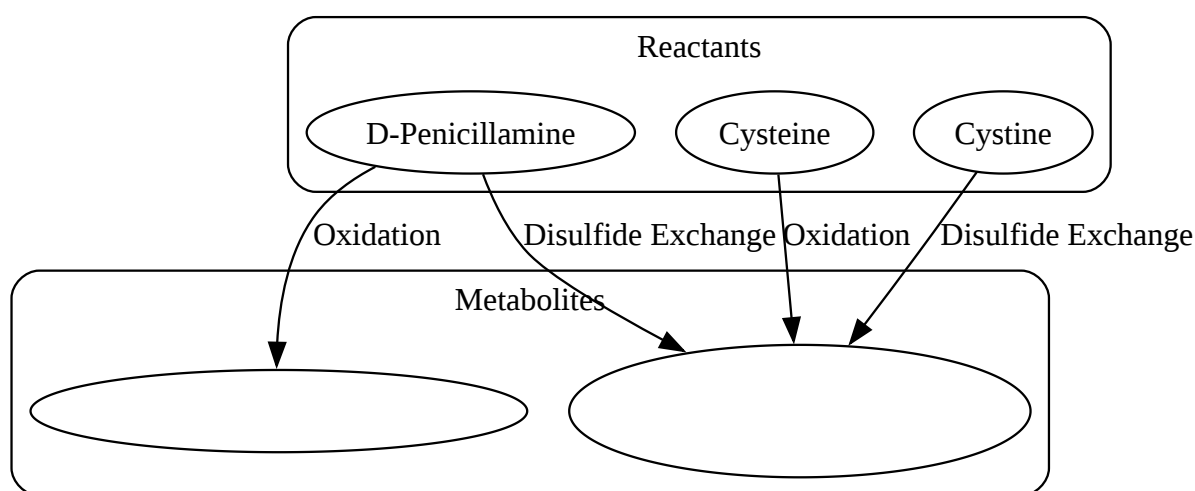 Reactants
D-Penicillamine
Cysteine
Cystine
Oxidation
Disulfide Exchange
Oxidation
Disulfide Exchange
Metabolites